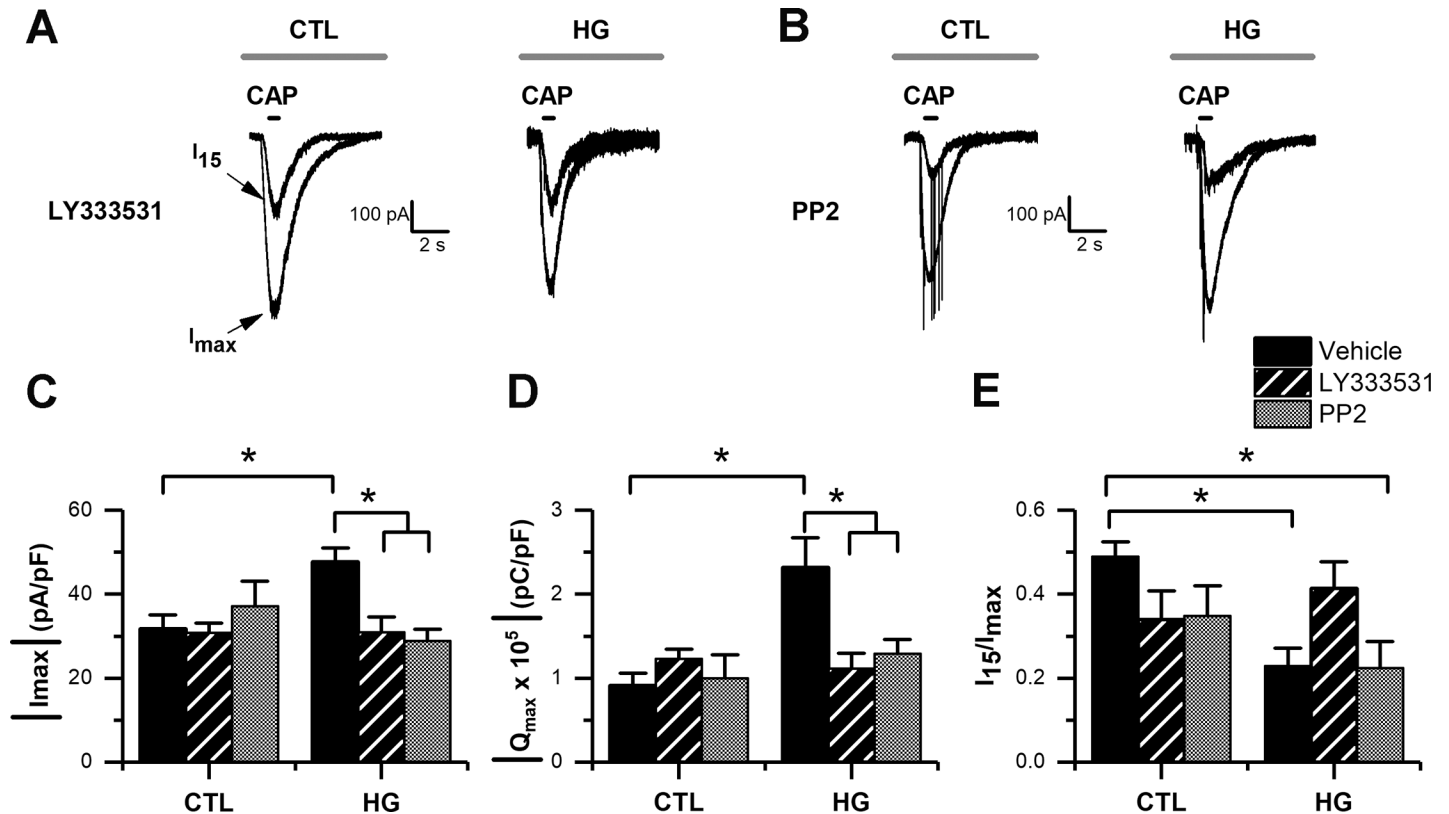 A
CTL
HG
CAP
CAP
I15
LY333531
100 pA
2 s
Imax
B
CTL
HG
CAP
CAP
PP2
100 pA
2 s
Vehicle
LY333531
PP2
C
*
*
60
40
20
0
|Imax| (pA/pF)
CTL
HG
D
*
*
3
2
1
0
|Qmax x 10⁵| (pC/pF)
CTL
HG
E
*
*
0.6
0.4
0.2
0.0
I15/Imax
CTL
HG